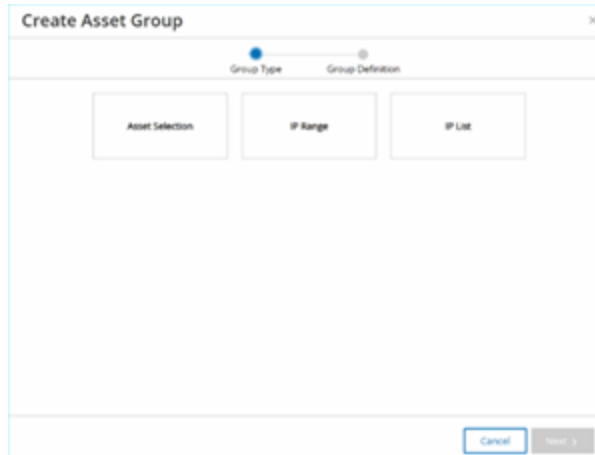 Create Asset Group
Group Type Group Definition
Asset Selection IP Range IP List
Cancel Next >